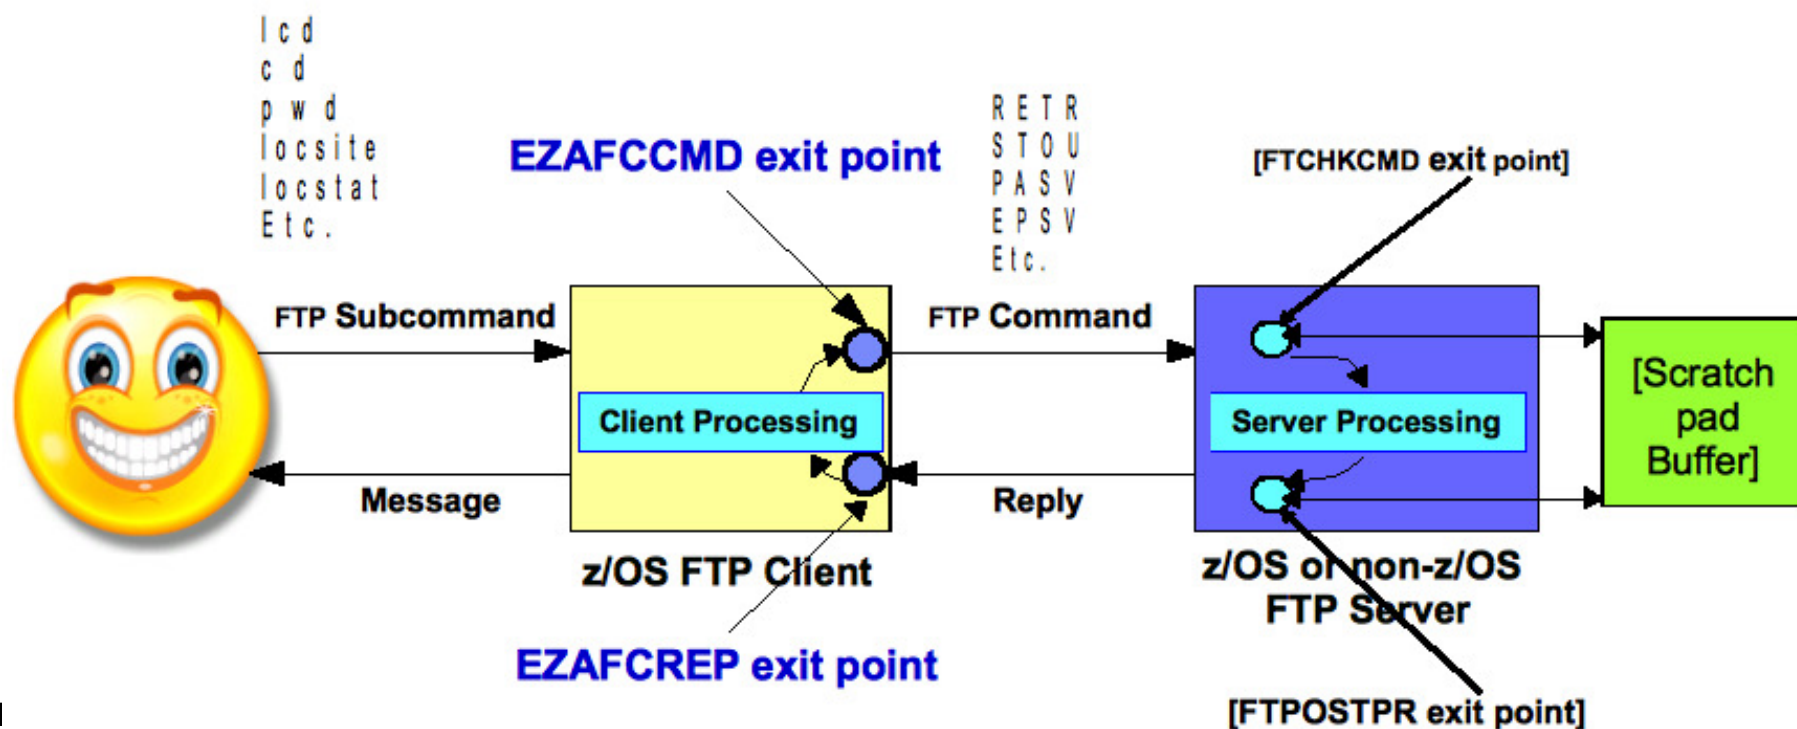 lcd
cd
pwd
locsite
locstat
Etc.
EZAFCCMD exit point
RETR
STOU
PASV
EPSV
Etc.
[FTCHKCMD exit point]
FTP Subcommand
FTP Command
Client Processing
Server Processing
[Scratch
pad
Buffer]
Message
Reply
z/OS FTP Client
z/OS or non-z/OS
FTP Server
EZAFCREP exit point
[FTPOSTPR exit point]